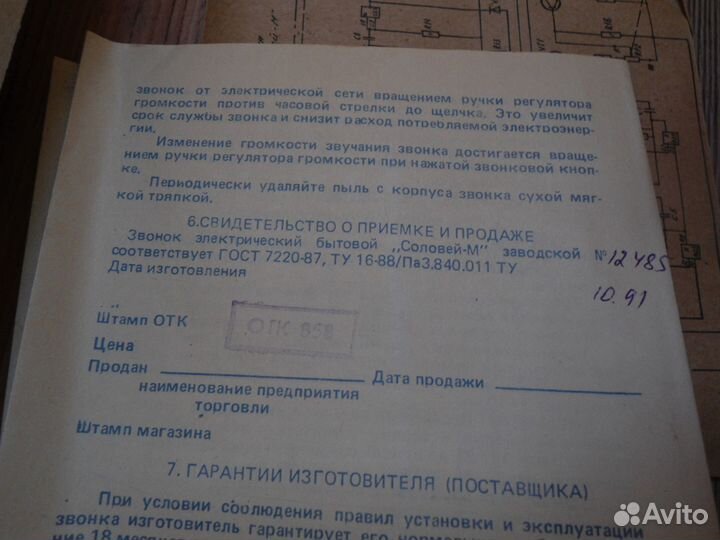 звонок от электрической сети вращением ручки регулятора
громкости против часовой стрелки до щелчка. Это увеличит
срок службы звонка и снизит расход потребляемой электроэнер-
гии.
Изменение громкости звучания звонка достигается враще-
нием ручки регулятора громкости при нажатой звонковой кноп-
ке.
Периодически удаляйте пыль с корпуса звонка сухой мяг-
кой тряпкой.
6.СВИДЕТЕЛЬСТВО О ПРИЕМКЕ И ПРОДАЖЕ
Звонок электрический бытовой „Соловей-М" заводской № 12485
соответствует ГОСТ 7220-87, ТУ 16-88/Па3.840.011 ТУ
Дата изготовления
10.91
Штамп ОТК
ОТК 858
Цена
Продан Дата продажи
наименование предприятия
торговли
Штамп магазина
7. ГАРАНТИИ ИЗГОТОВИТЕЛЯ (ПОСТАВЩИКА)
При условии соблюдения правил установки и эксплуатации
звонка изготовитель гарантирует его
ние 18
Avito